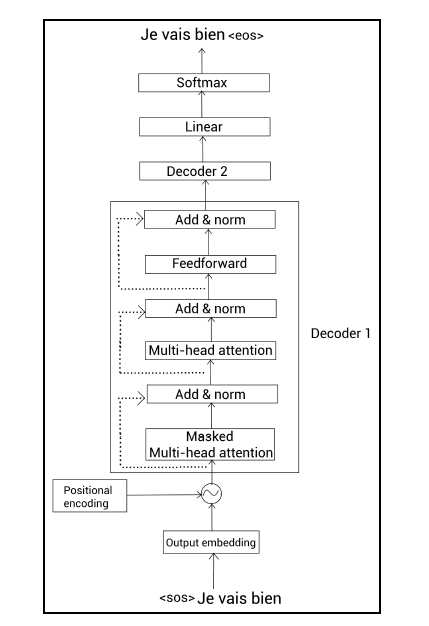 Je vais bien <eos>
Softmax
Linear
Decoder 2
Add & norm
Feedforward
Add & norm
Decoder 1
Multi-head attention
Add & norm
Masked
Multi-head attention
Positional
encoding
Output embedding
<sos> Je vais bien